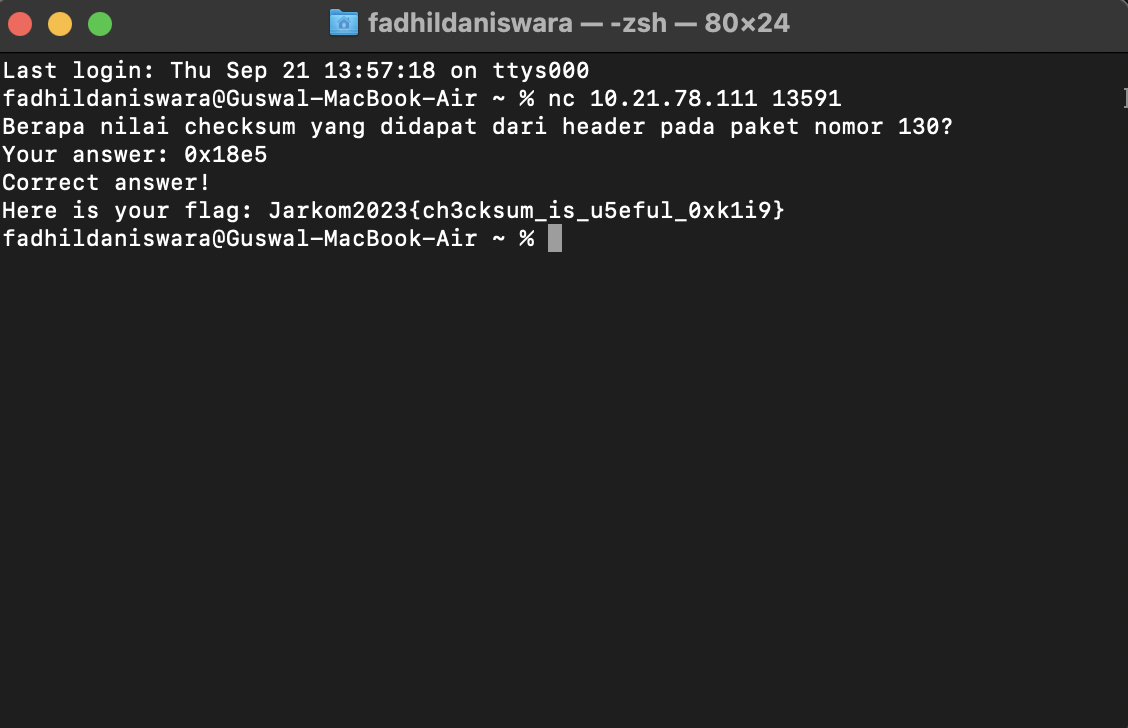 fadhildaniswara — -zsh — 80×24
Last login: Thu Sep 21 13:57:18 on ttys000
fadhildaniswara@Guswal-MacBook-Air ~ % nc 10.21.78.111 13591
Berapa nilai checksum yang didapat dari header pada paket nomor 130?
Your answer: 0x18e5
Correct answer!
Here is your flag: Jarkom2023{ch3cksum_is_u5eful_0xk1i9}
fadhildaniswara@Guswal-MacBook-Air ~ %